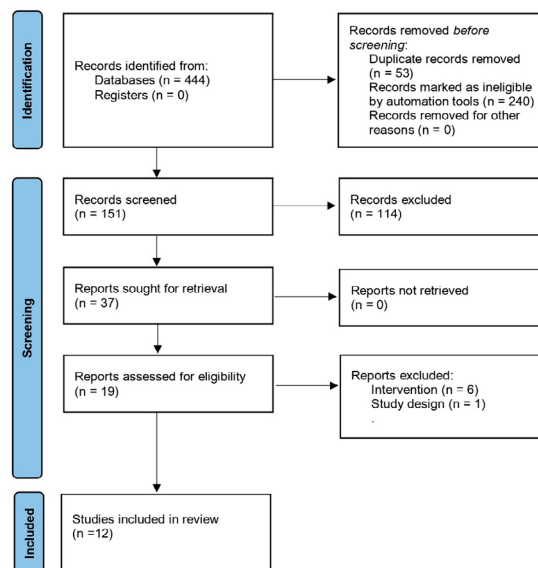 Identification
Records identified from:
Databases (n = 444)
Registers (n = 0)
Records removed before
screening:
Duplicate records removed
(n = 53)
Records marked as ineligible
by automation tools (n = 240)
Records removed for other
reasons (n = 0)
Screening
Records screened
(n = 151)
Records excluded
(n = 114)
Reports sought for retrieval
(n = 37)
Reports not retrieved
(n = 0)
Reports assessed for eligibility
(n = 19)
Reports excluded:
Intervention (n = 6)
Study design (n = 1)
.
Included
Studies included in review
(n =12)